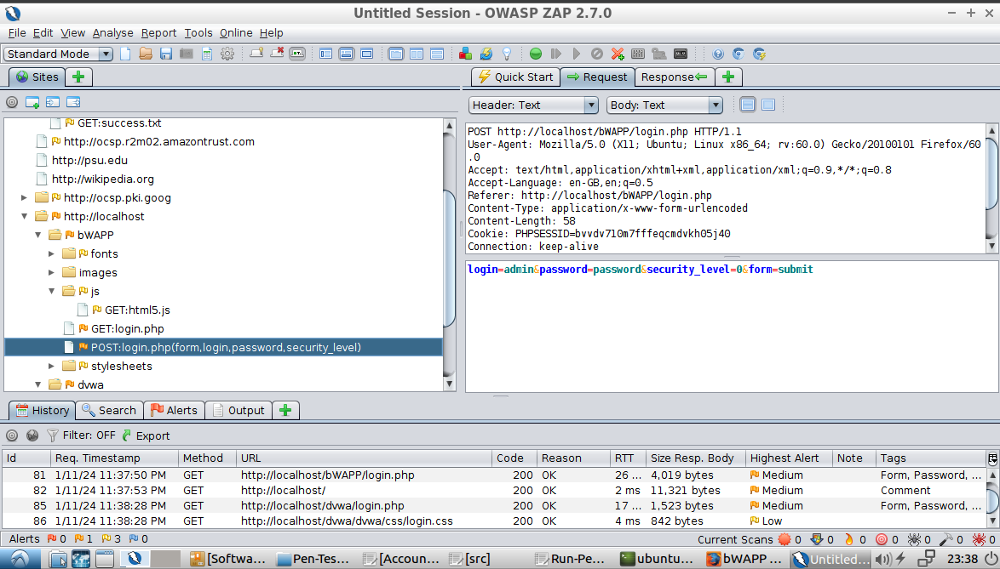 Untitled Session - OWASP ZAP 2.7.0
File Edit View Analyse Report Tools Online Help
Standard Mode
Sites
Quick Start Request Response
Header: Text Body: Text
GET:success.txt
http://ocsp.r2m02.amazontrust.com
http://psu.edu
http://wikipedia.org
http://ocsp.pki.goog
http://localhost
bWAPP
fonts
images
js
GET:html5.js
GET:login.php
POST:login.php(form,login,password,security_level)
stylesheets
dvwa
POST http://localhost/bWAPP/login.php HTTP/1.1
User-Agent: Mozilla/5.0 (X11; Ubuntu; Linux x86_64; rv:60.0) Gecko/20100101 Firefox/60
.0
Accept: text/html,application/xhtml+xml,application/xml;q=0.9,*/*;q=0.8
Accept-Language: en-GB,en;q=0.5
Referer: http://localhost/bWAPP/login.php
Content-Type: application/x-www-form-urlencoded
Content-Length: 58
Cookie: PHPSESSID=bvvdv710m7fffeqcmdvkh05j40
Connection: keep-alive
login=admin&password=password&security_level=0&form=submit
History Search Alerts Output
Filter: OFF Export
Id Req. Timestamp Method URL Code Reason RTT Size Resp. Body Highest Alert Note Tags
81 1/11/24 11:37:50 PM GET http://localhost/bWAPP/login.php 200 OK 26 ... 4,019 bytes Medium Form, Password, ...
82 1/11/24 11:37:53 PM GET http://localhost/ 200 OK 2 ms 11,321 bytes Medium Comment
85 1/11/24 11:38:28 PM GET http://localhost/dvwa/login.php 200 OK 17 ... 1,523 bytes Medium Form, Password, ...
86 1/11/24 11:38:28 PM GET http://localhost/dvwa/dvwa/css/login.css 200 OK 4 ms 842 bytes Low
Alerts 0 1 3 0 Current Scans 0 0 0 0 0 0 0
[Softwa... Pen-Tes... [Accoun... [src] Run-Pe... ubuntu... bWAPP ... Untitled... 23:38